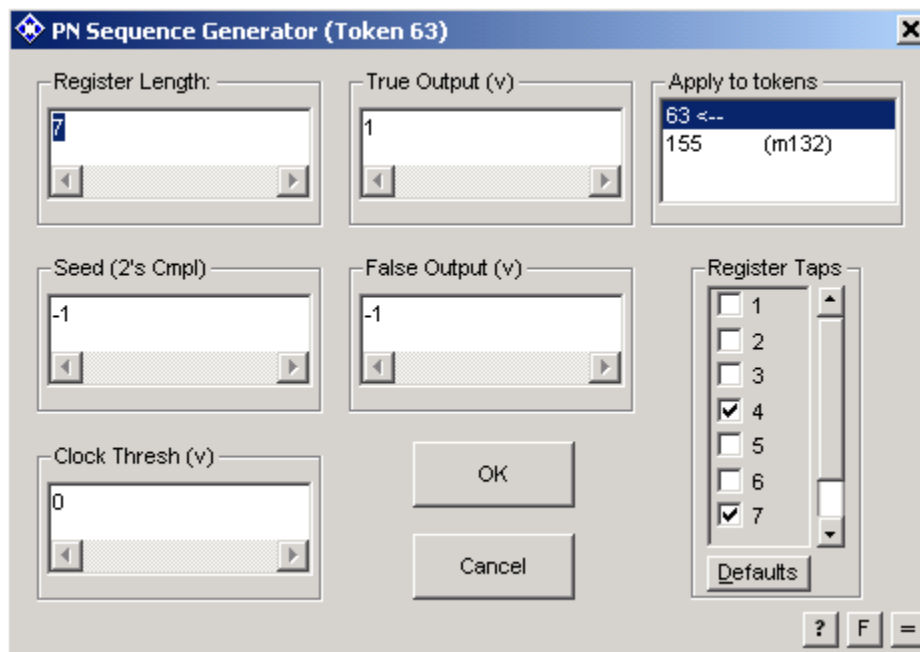 PN Sequence Generator (Token 63)
Register Length:
7
True Output (v)
1
Apply to tokens
63 <--
155 (m132)
Seed (2's Cmpl)
-1
False Output (v)
-1
Register Taps
1
2
3
4
5
6
7
Clock Thresh (v)
0
OK
Cancel
Defaults
? F =